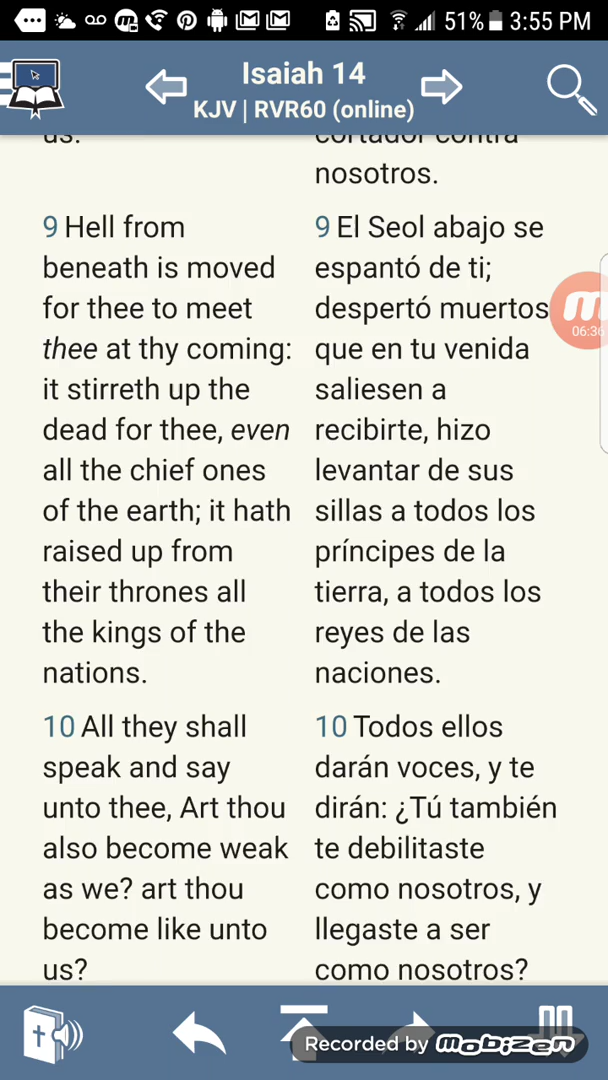 51% 3:55 PM
Isaiah 14
KJV | RVR60 (online)
us.
9 Hell from
beneath is moved
for thee to meet
thee at thy coming:
it stirreth up the
dead for thee, even
all the chief ones
of the earth; it hath
raised up from
their thrones all
the kings of the
nations.
10 All they shall
speak and say
unto thee, Art thou
also become weak
as we? art thou
become like unto
us?
cortador contra
nosotros.
9 El Seol abajo se
espantó de ti;
despertó muertos
que en tu venida
saliesen a
recibirte, hizo
levantar de sus
sillas a todos los
príncipes de la
tierra, a todos los
reyes de las
naciones.
10 Todos ellos
darán voces, y te
dirán: ¿Tú también
te debilitaste
como nosotros, y
llegaste a ser
como nosotros?
m
06:36
Recorded by mobizen